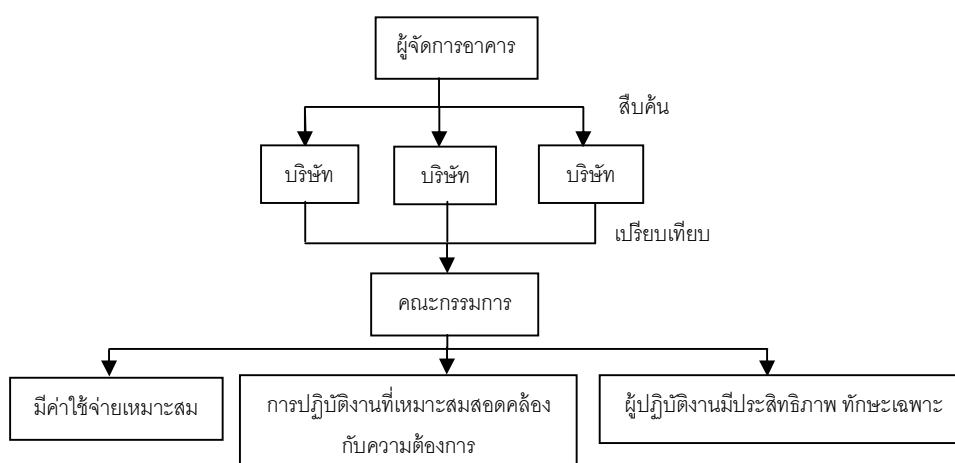 ผู้จัดการอาคาร
สืบค้น
บริษัท
บริษัท
บริษัท
เปรียบเทียบ
คณะกรรมการ
มีค่าใช้จ่ายเหมาะสม
การปฏิบัติงานที่เหมาะสมสอดคล้อง
กับความต้องการ
ผู้ปฏิบัติงานมีประสิทธิภาพ ทักษะเฉพาะ